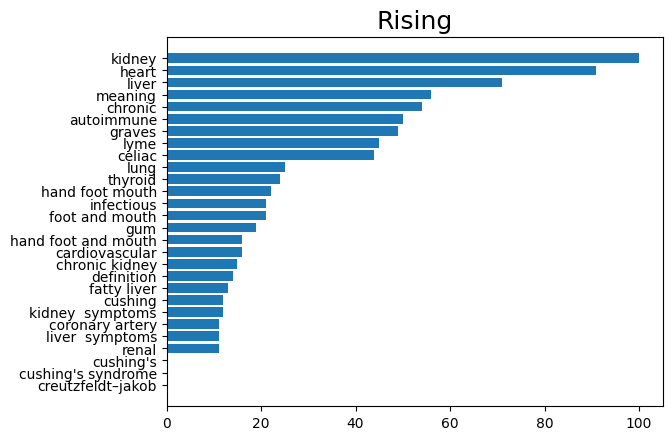 Rising
kidney
heart
liver
meaning
chronic
autoimmune
graves
lyme
celiac
lung
thyroid
hand foot mouth
infectious
foot and mouth
gum
hand foot and mouth
cardiovascular
chronic kidney
definition
fatty liver
cushing
kidney  symptoms
coronary artery
liver  symptoms
renal
cushing's
cushing's syndrome
creutzfeldt–jakob
0 20 40 60 80 100